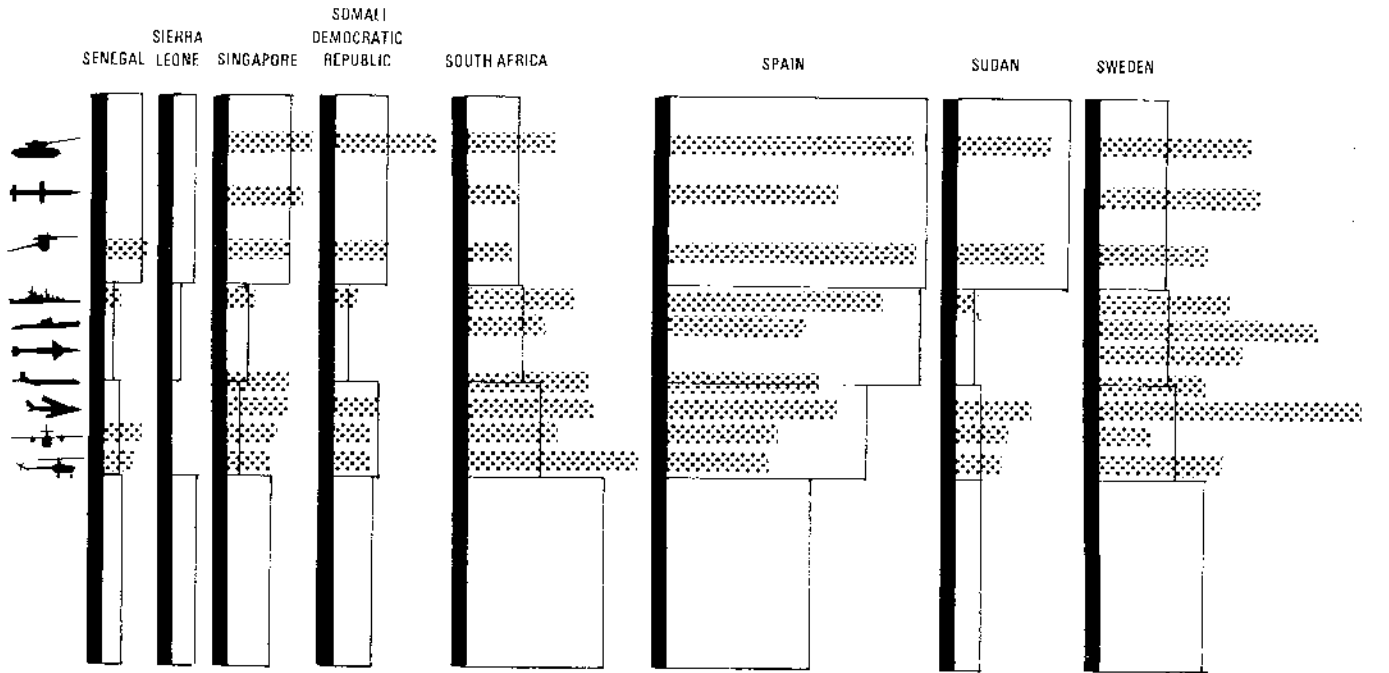 SENEGAL
SIERRA
LEONE
SINGAPORE
SOMALI
DEMOCRATIC
REPUBLIC
SOUTH AFRICA
SPAIN
SUDAN
SWEDEN